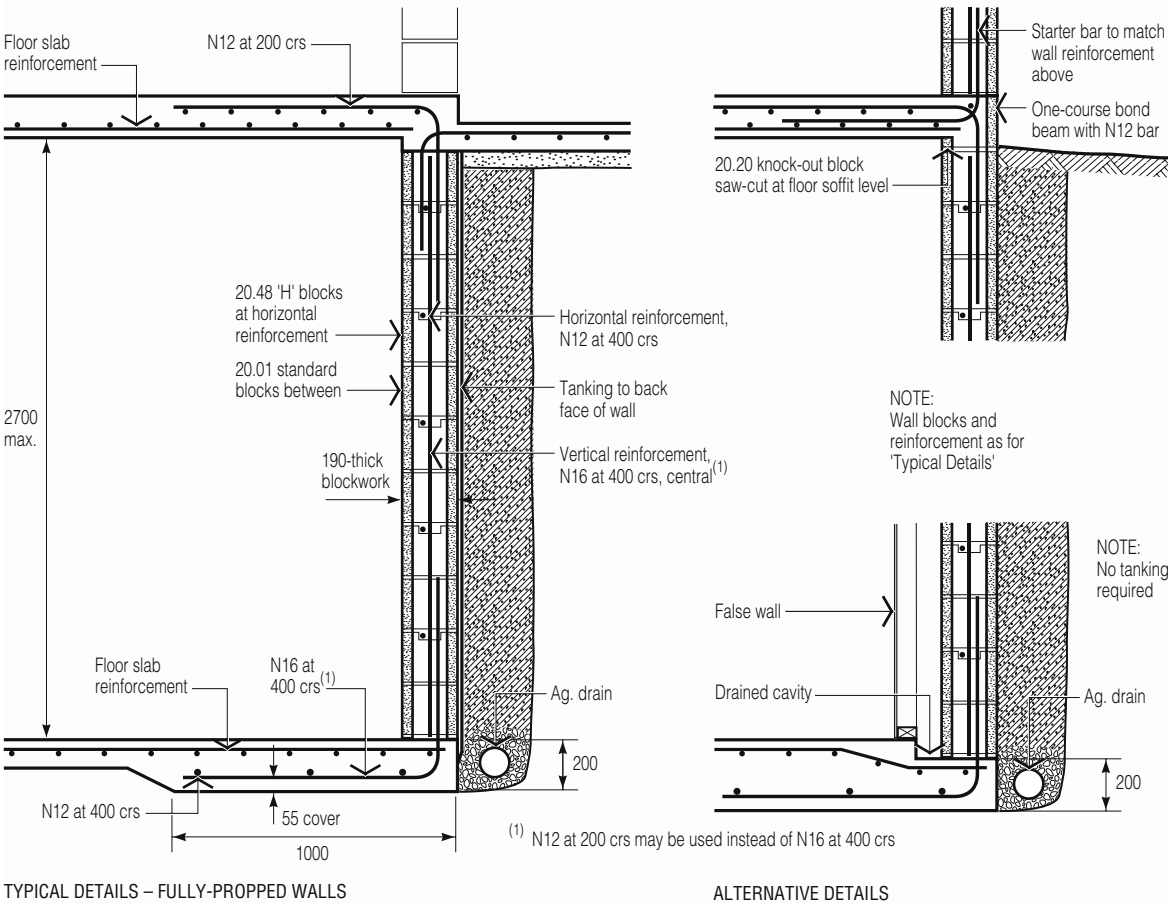 Floor slab
reinforcement
N12 at 200 crs
20.48 'H' blocks
at horizontal
reinforcement
20.01 standard
blocks between
190-thick
blockwork
2700
max.
Horizontal reinforcement,
N12 at 400 crs
Tanking to back
face of wall
Vertical reinforcement,
N16 at 400 crs, central(1)
Floor slab
reinforcement
N16 at
400 crs(1)
Ag. drain
200
N12 at 400 crs
55 cover
1000
(1) N12 at 200 crs may be used instead of N16 at 400 crs
TYPICAL DETAILS – FULLY-PROPPED WALLS
Starter bar to match
wall reinforcement
above
One-course bond
beam with N12 bar
20.20 knock-out block
saw-cut at floor soffit level
NOTE:
Wall blocks and
reinforcement as for
'Typical Details'
NOTE:
No tanking
required
False wall
Drained cavity
Ag. drain
200
ALTERNATIVE DETAILS